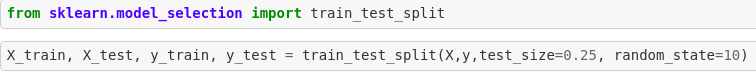 from sklearn.model_selection import train_test_split
X_train, X_test, y_train, y_test = train_test_split(X,y,test_size=0.25, random_state=10)